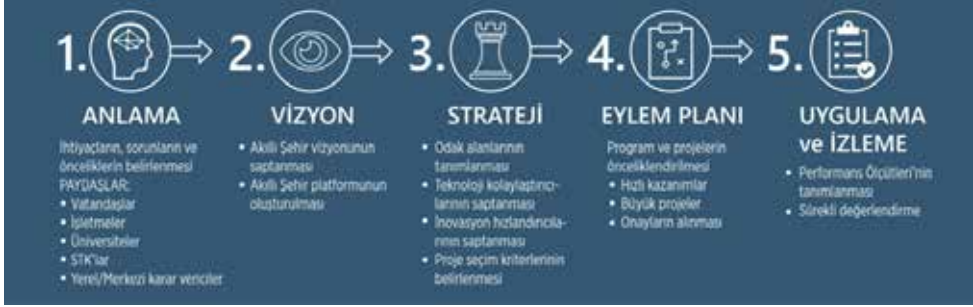 1.
ANLAMA
İhtiyaçların, sorunların ve
önceliklerin belirlenmesi
PAYDAŞLAR:
• Vatandaşlar
• İşletmeler
• Üniversiteler
• STK'lar
• Yerel/Merkezi karar vericiler
2.
VİZYON
• Akıllı Şehir vizyonunun
saptanması
• Akıllı Şehir platformunun
oluşturulması
3.
STRATEJİ
• Odak alanlarının
tanımlanması
• Teknoloji kolaylaştırıcı-
larının saptanması
• İnovasyon hızlandırıcıla-
rının saptanması
• Proje seçim kriterlerinin
belirlenmesi
4.
EYLEM PLANI
Program ve projelerin
önceliklendirilmesi
• Hızlı kazanımlar
• Büyük projeler
• Onayların alınması
5.
UYGULAMA
ve İZLEME
• Performans Ölçütleri'nin
tanımlanması
• Sürekli değerlendirme